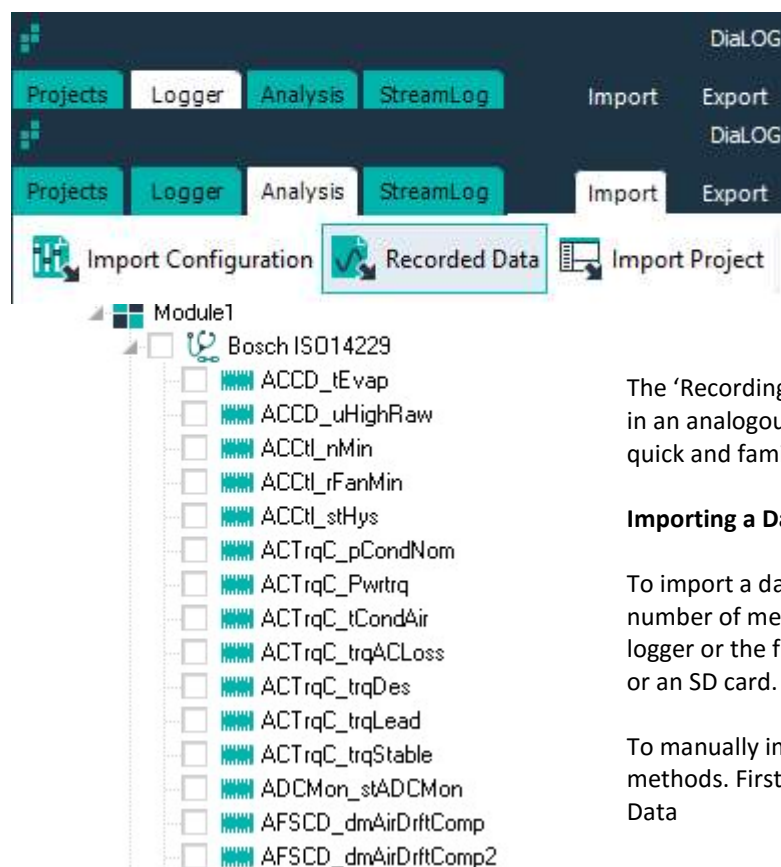 DiaLOG
Projects Logger Analysis StreamLog Import Export
DiaLOG
Projects Logger Analysis StreamLog Import Export
Import Configuration Recorded Data Import Project
Module1
Bosch ISO14229
ACCD_tEvap
ACCD_uHighRaw
ACCtl_nMin
ACCtl_rFanMin
ACCtl_stHys
ACTrqC_pCondNom
ACTrqC_Pwrtrq
ACTrqC_tCondAir
ACTrqC_trqACLoss
ACTrqC_trqDes
ACTrqC_trqLead
ACTrqC_trqStable
ADCMon_stADCMon
AFSCD_dmAirDrftComp
AFSCD_dmAirDrftComp2
The ‘Recording
in an analogou
quick and fam
Importing a Da
To import a da
number of me
logger or the f
or an SD card.
To manually in
methods. First
Data